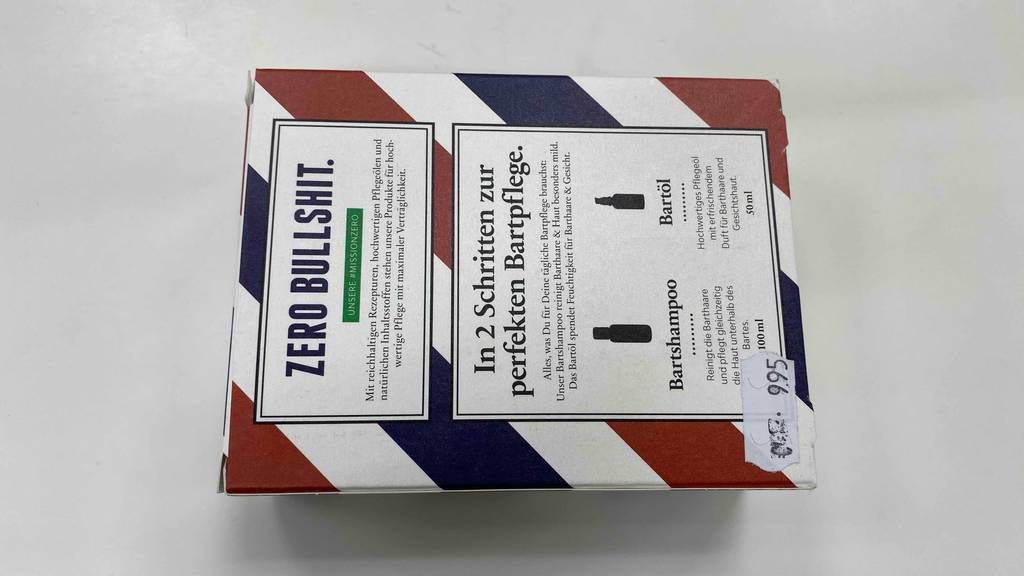 ZERO BULLSHIT.
UNSERE #MISSIONZERO
Mit reichhaltigen Rezepturen, hochwertigen Pflegeölen und
natürlichen Inhaltsstoffen stehen unsere Produkte für hoch-
wertige Pflege mit maximaler Verträglichkeit.
In 2 Schritten zur
perfekten Bartpflege.
Alles, was Du für Deine tägliche Bartpflege brauchst:
Unser Bartshampoo reinigt Barthaare & Haut besonders mild.
Das Bartöl spendet Feuchtigkeit für Barthaare & Gesicht.
Bartshampoo
Reinigt die Barthaare
und pflegt gleichzeitig
die Haut unterhalb des
Bartes.
100 ml
Bartöl
Hochwertiges Pflegeöl
mit erfrischendem
Duft für Barthaare und
Gesichtshaut.
50 ml
9.95